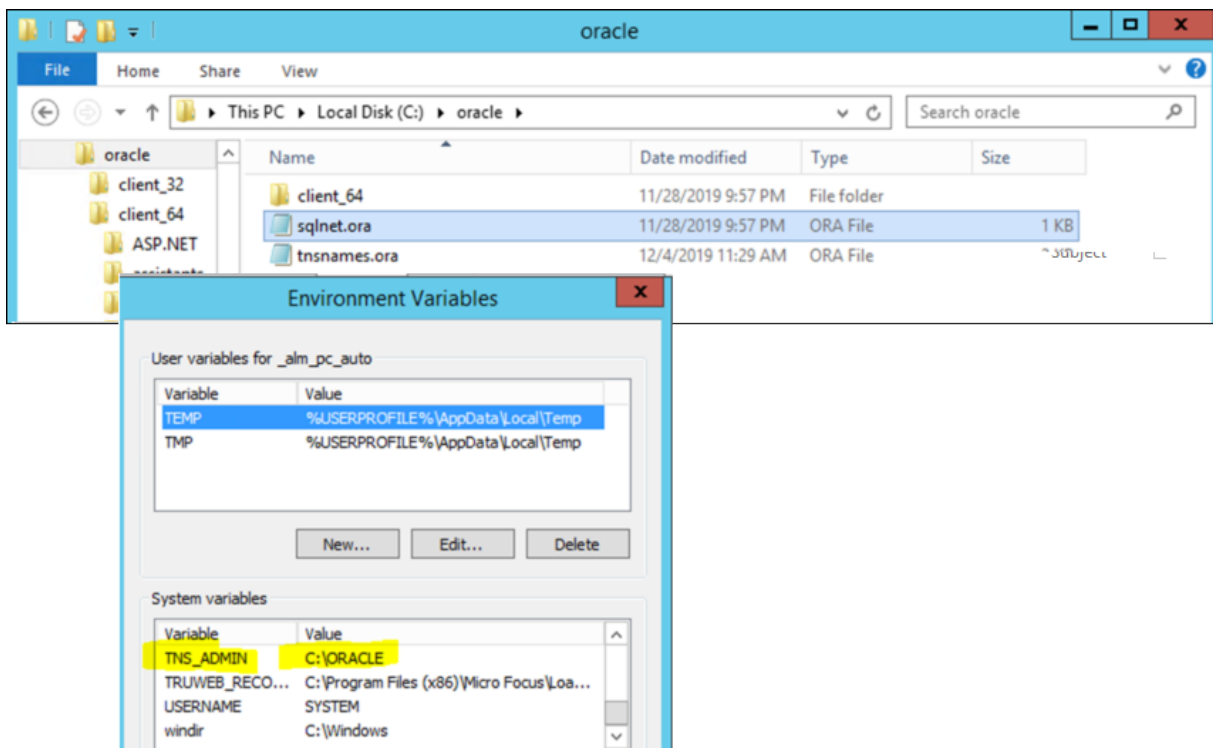 oracle
File Home Share View
This PC Local Disk (C:) oracle Search oracle
oracle
client_32
client_64
ASP.NET
Name Date modified Type Size
client_64 11/28/2019 9:57 PM File folder
sqlnet.ora 11/28/2019 9:57 PM ORA File 1 KB
tnsnames.ora 12/4/2019 11:29 AM ORA File
Environment Variables
User variables for _alm_pc_auto
Variable Value
TEMP %USERPROFILE%\AppData\Local\Temp
TMP %USERPROFILE%\AppData\Local\Temp
New... Edit... Delete
System variables
Variable Value
TNS_ADMIN C:\ORACLE
TRUWEB_RECO... C:\Program Files (x86)\Micro Focus\Loa...
USERNAME SYSTEM
windir C:\Windows